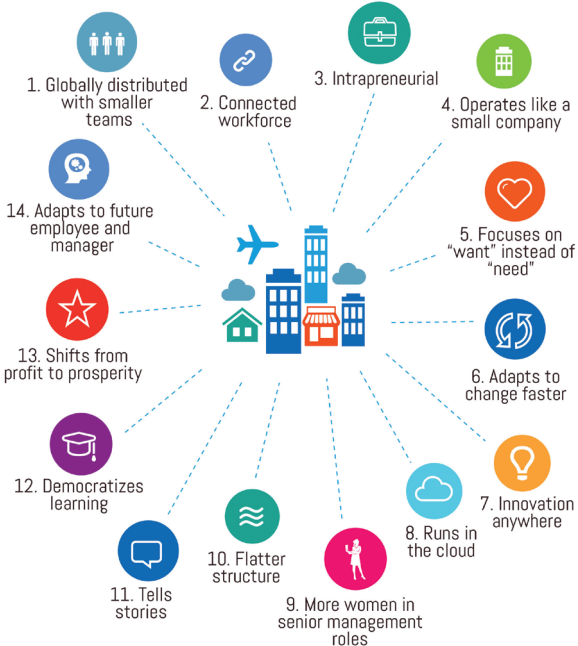 1. Globally distributed
with smaller
teams
2. Connected
workforce
3. Intrapreneurial
4. Operates like a
small company
5. Focuses on
“want” instead of
“need”
6. Adapts to
change faster
7. Innovation
anywhere
8. Runs in
the cloud
9. More women in
senior management
roles
10. Flatter
structure
11. Tells
stories
12. Democratizes
learning
13. Shifts from
profit to prosperity
14. Adapts to future
employee and
manager